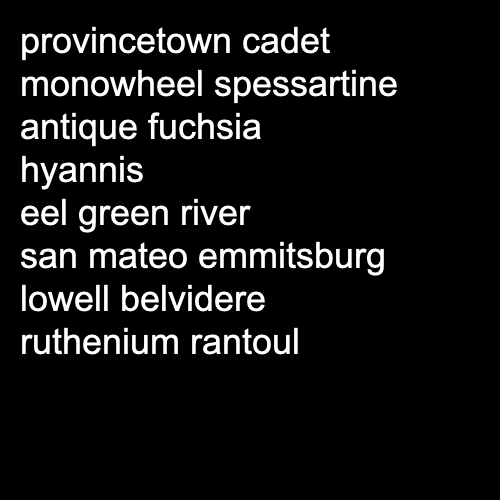 provincetown cadet
monowheel spessartine
antique fuchsia
hyannis
eel green river
san mateo emmitsburg
lowell belvidere
ruthenium rantoul